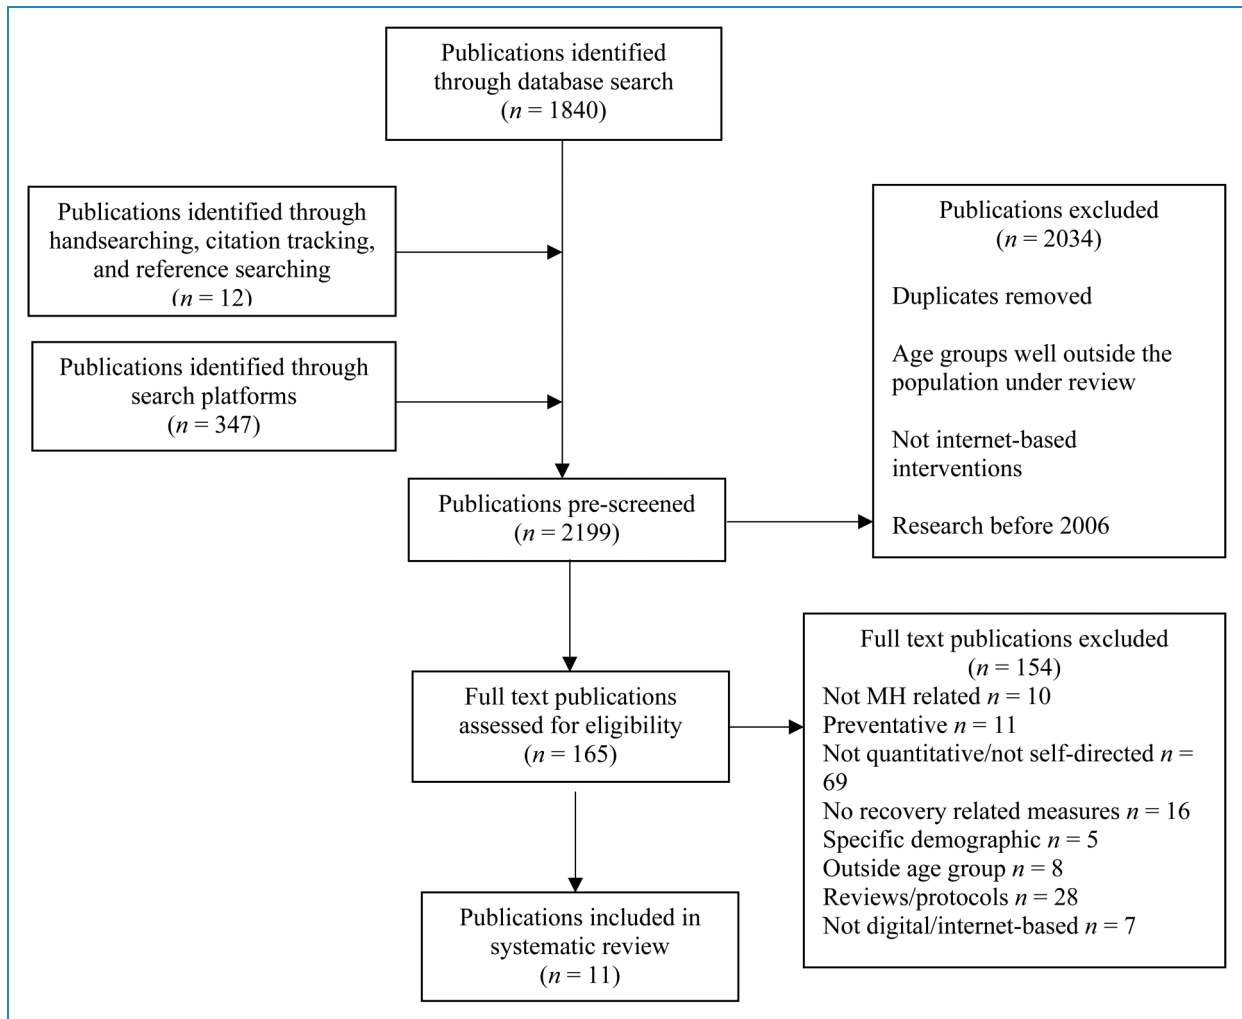 Publications identified
through database search
(n = 1840)
Publications identified through
handsearching, citation tracking,
and reference searching
(n = 12)
Publications identified through
search platforms
(n = 347)
Publications excluded
(n = 2034)
Duplicates removed
Age groups well outside the
population under review
Not internet-based
interventions
Research before 2006
Publications pre-screened
(n = 2199)
Full text publications
assessed for eligibility
(n = 165)
Full text publications excluded
(n = 154)
Not MH related n = 10
Preventative n = 11
Not quantitative/not self-directed n =
69
No recovery related measures n = 16
Specific demographic n = 5
Outside age group n = 8
Reviews/protocols n = 28
Not digital/internet-based n = 7
Publications included in
systematic review
(n = 11)